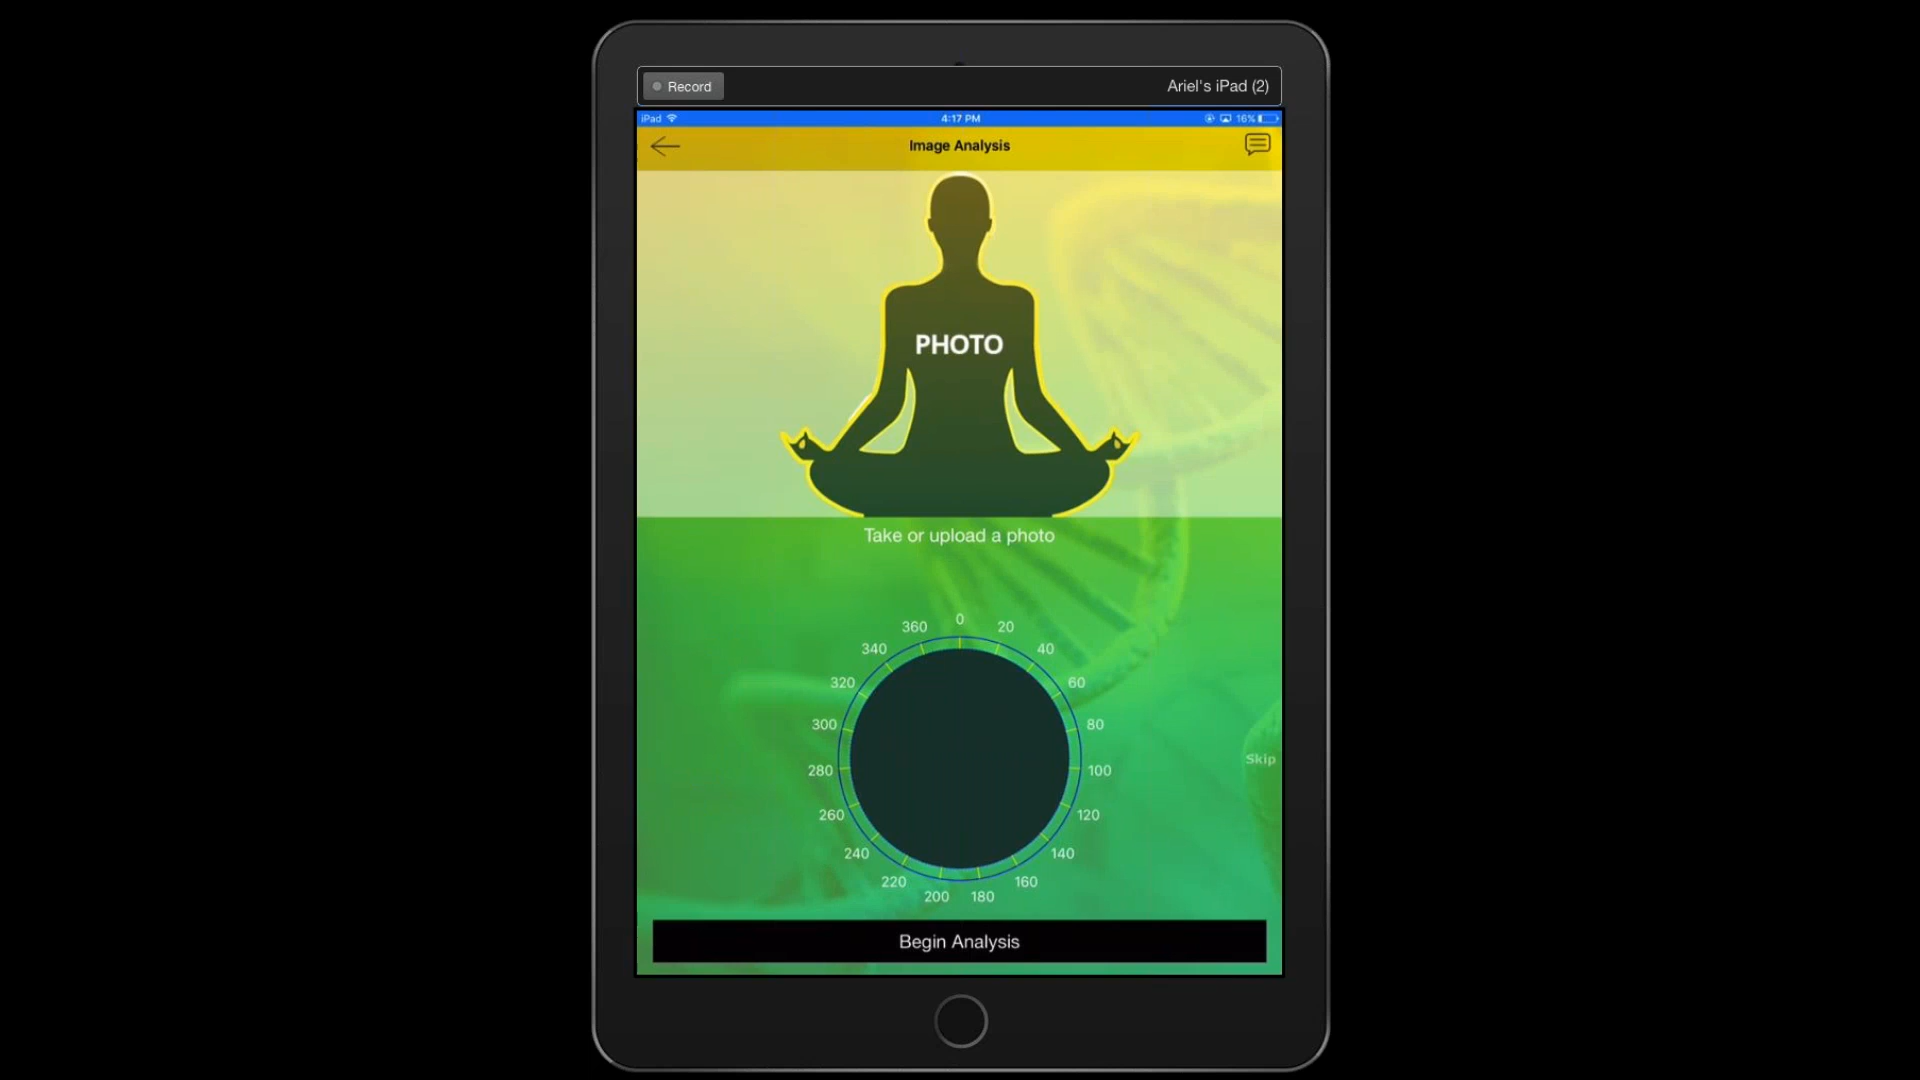 Record
Ariel's iPad (2)
iPad 4:17 PM 16%
Image Analysis
PHOTO
Take or upload a photo
0
20
40
60
80
100
120
140
160
180
200
220
240
260
280
300
320
340
360
Skip
Begin Analysis